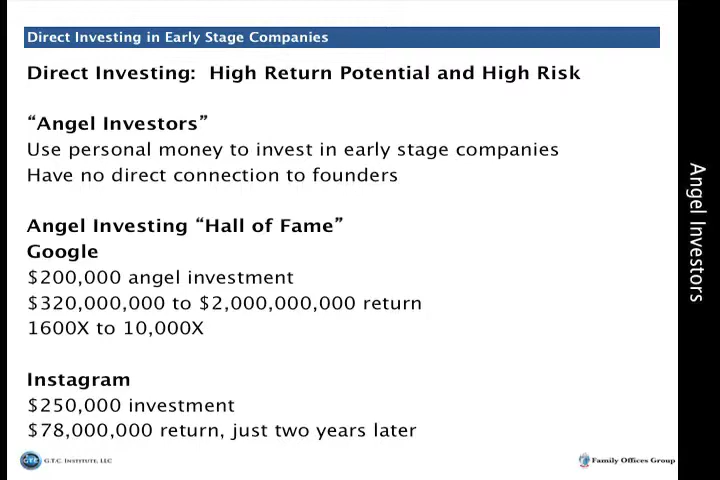 Direct Investing in Early Stage Companies
Direct Investing: High Return Potential and High Risk
“Angel Investors”
Use personal money to invest in early stage companies
Have no direct connection to founders
Angel Investing “Hall of Fame”
Google
$200,000 angel investment
$320,000,000 to $2,000,000,000 return
1600X to 10,000X
Instagram
$250,000 investment
$78,000,000 return, just two years later
GTC G.T.C. INSTITUTE, LLC
Family Offices Group
Angel Investors